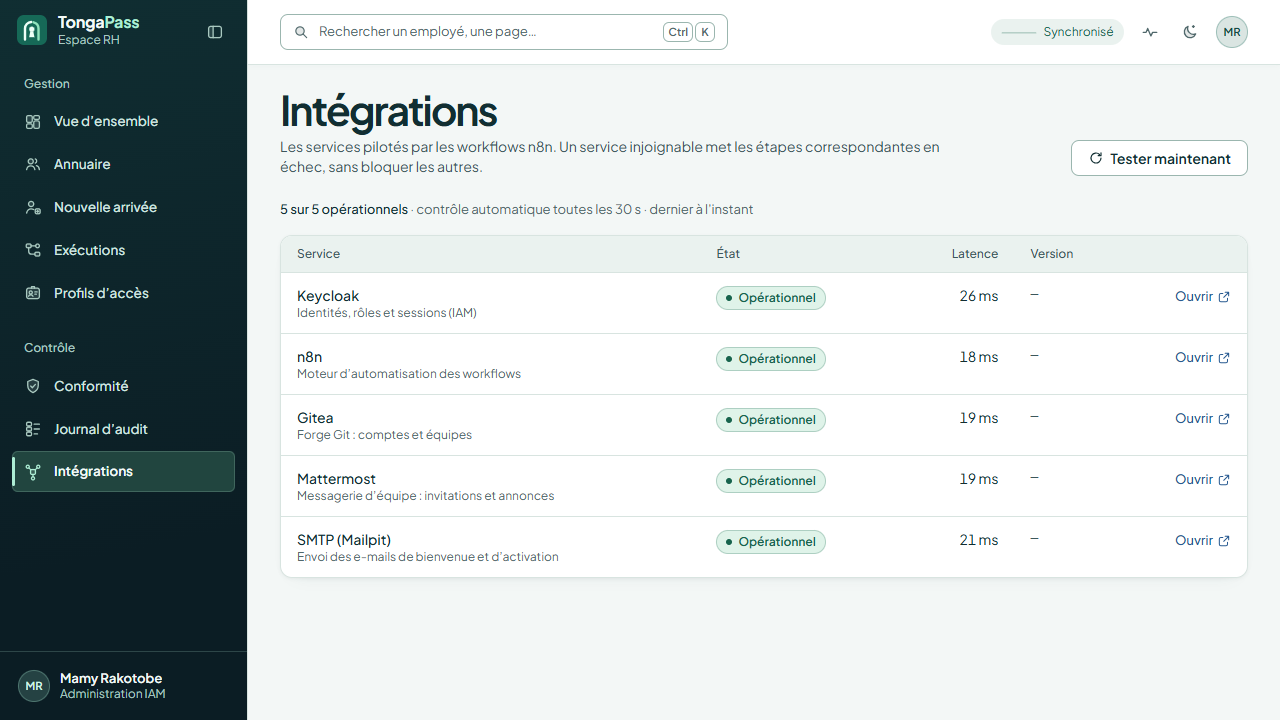 TongaPass
Espace RH
Gestion
Vue d’ensemble
Annuaire
Nouvelle arrivée
Exécutions
Profils d’accès
Contrôle
Conformité
Journal d’audit
Intégrations
MR
Mamy Rakotobe
Administration IAM
Rechercher un employé, une page…
Ctrl K
Synchronisé
MR
Intégrations
Les services pilotés par les workflows n8n. Un service injoignable met les étapes correspondantes en
échec, sans bloquer les autres.
Tester maintenant
5 sur 5 opérationnels · contrôle automatique toutes les 30 s · dernier à l’instant
Service État Latence Version
Keycloak Opérationnel 26 ms – Ouvrir
Identités, rôles et sessions (IAM)
n8n Opérationnel 18 ms – Ouvrir
Moteur d’automatisation des workflows
Gitea Opérationnel 19 ms – Ouvrir
Forge Git : comptes et équipes
Mattermost Opérationnel 19 ms – Ouvrir
Messagerie d’équipe : invitations et annonces
SMTP (Mailpit) Opérationnel 21 ms – Ouvrir
Envoi des e-mails de bienvenue et d’activation